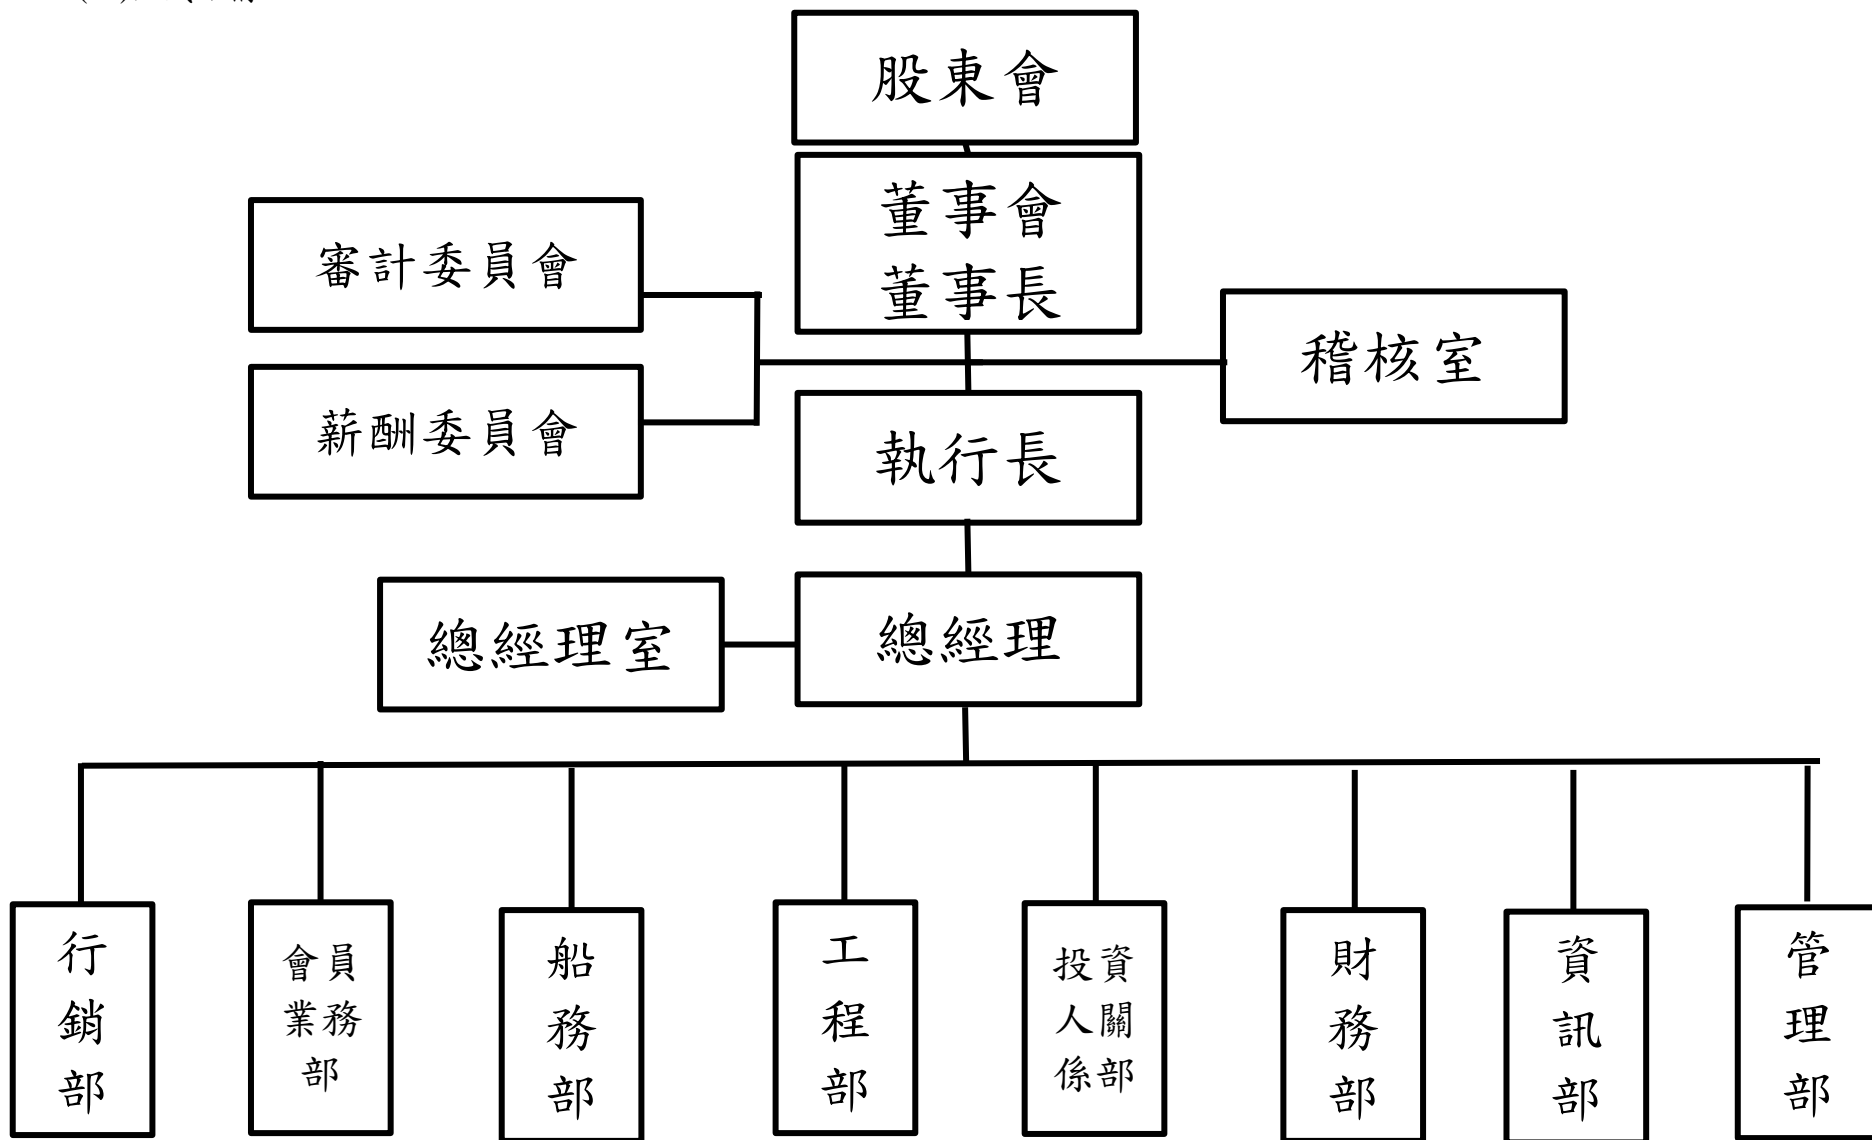 股東會
董事會
董事長
審計委員會
稽核室
薪酬委員會
執行長
總經理室
總經理
行
銷
部
會員
業務
部
船
務
部
工
程
部
投資
人關
係部
財
務
部
資
訊
部
管
理
部